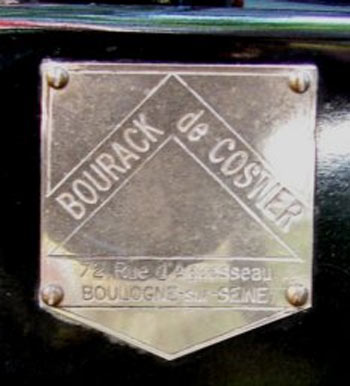 BOURACK de COSNER
72, Rue d'Aguesseau
BOULOGNE-sur-SEINE